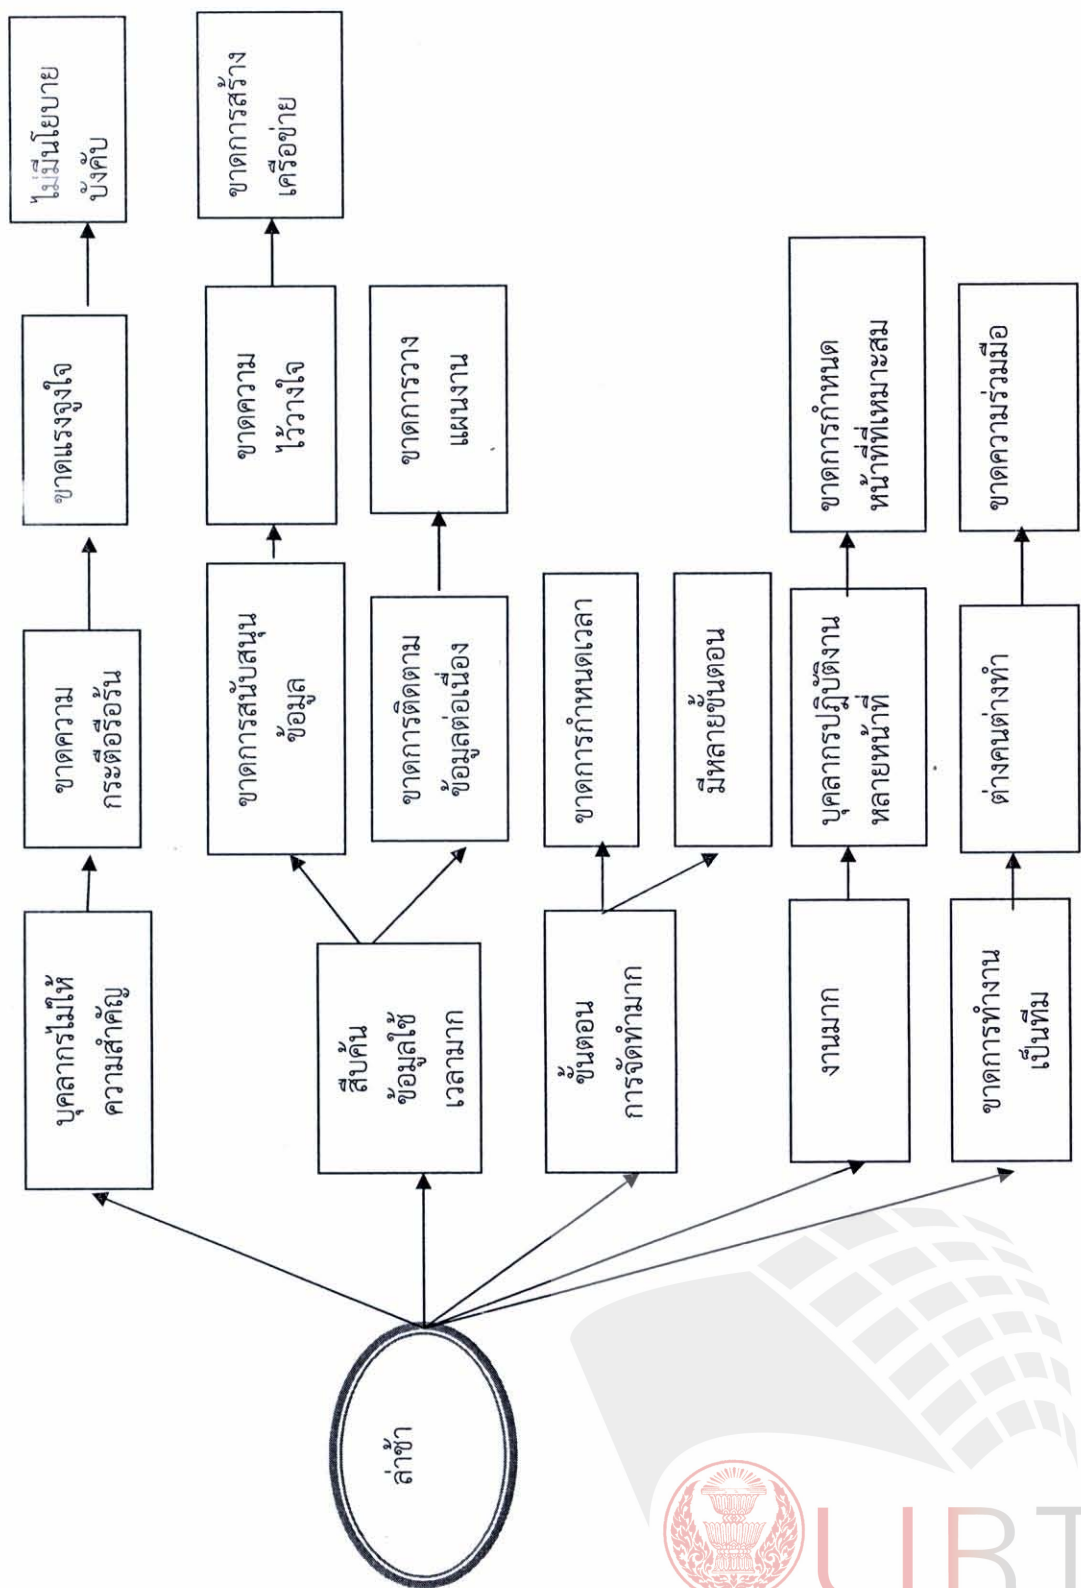 ล่าช้า
บุคลากรไม่ให้
ความสำคัญ
ขาดความ
กระตือรือร้น
ขาดแรงจูงใจ
ไม่มีนโยบาย
บังคับ
สืบค้น
ข้อมูลใช้
เวลามาก
ขาดการสนับสนุน
ข้อมูล
ขาดความ
ไว้วางใจ
ขาดการสร้าง
เครือข่าย
ขาดการติดตาม
ข้อมูลต่อเนื่อง
ขาดการวาง
แผนงาน
ขั้นตอน
การจัดทำมาก
ขาดการกำหนดเวลา
มีหลายขั้นตอน
งานมาก
บุคลากรปฏิบัติงาน
หลายหน้าที่
ขาดการกำหนด
หน้าที่ที่เหมาะสม
ขาดการทำงาน
เป็นทีม
ต่างคนต่างทำ
ขาดความร่วมมือ